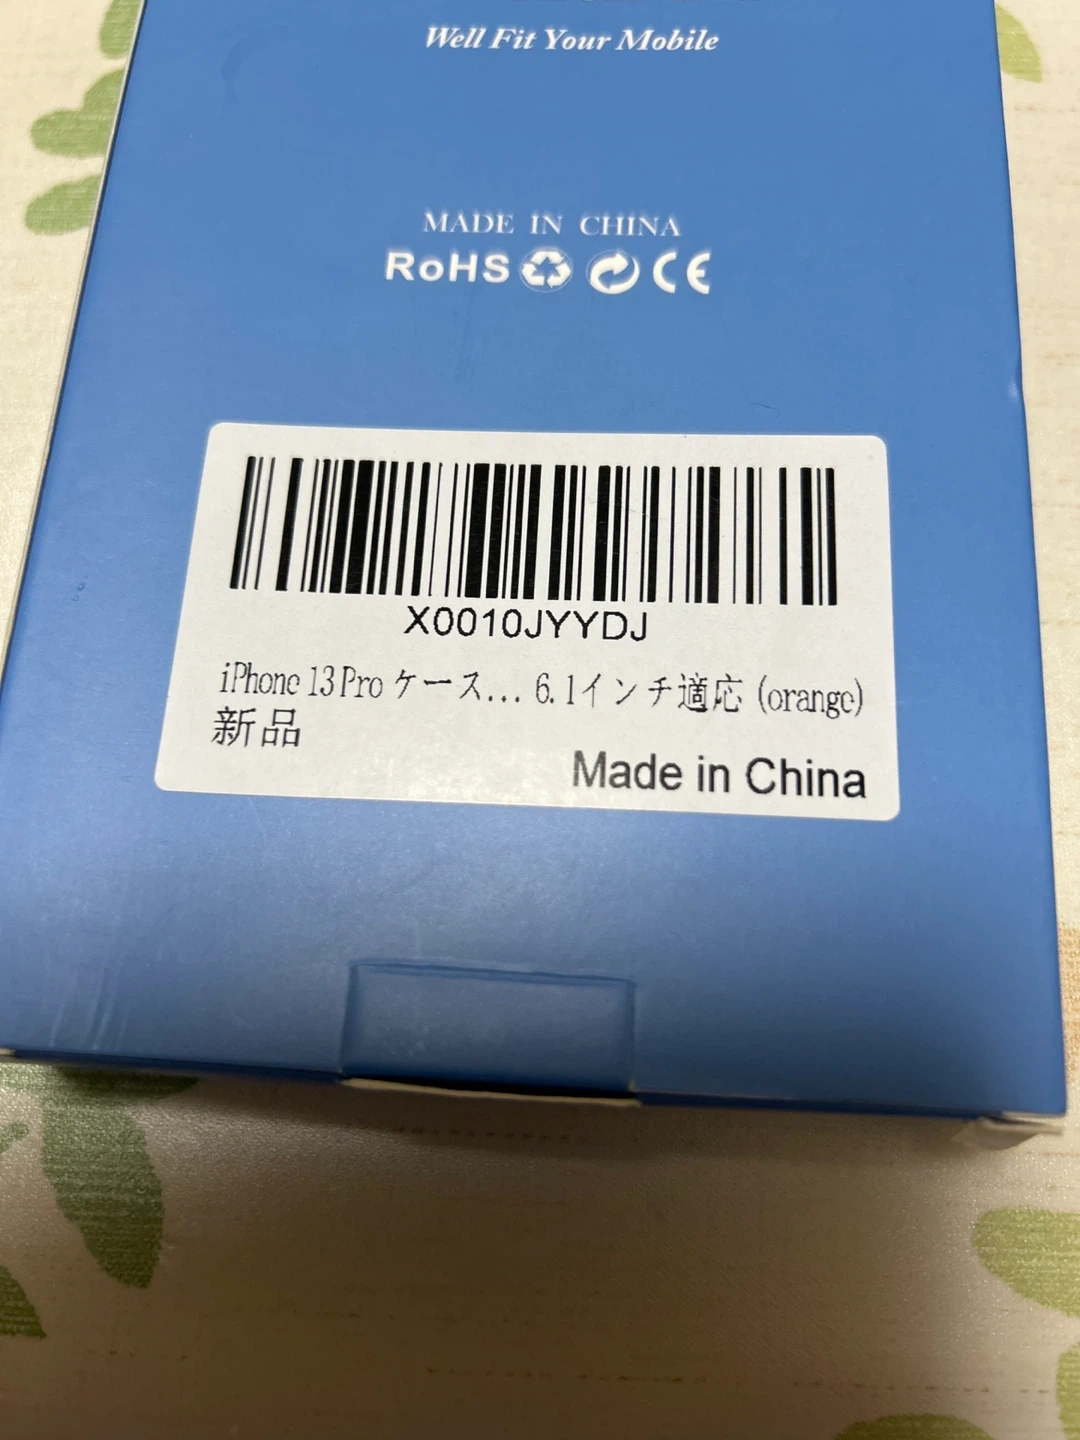 Well Fit Your Mobile
MADE IN CHINA
RoHS CE
X0010JYYDJ
iPhone 13 Pro ケース... 6.1インチ適応 (orange)
新品
Made in China